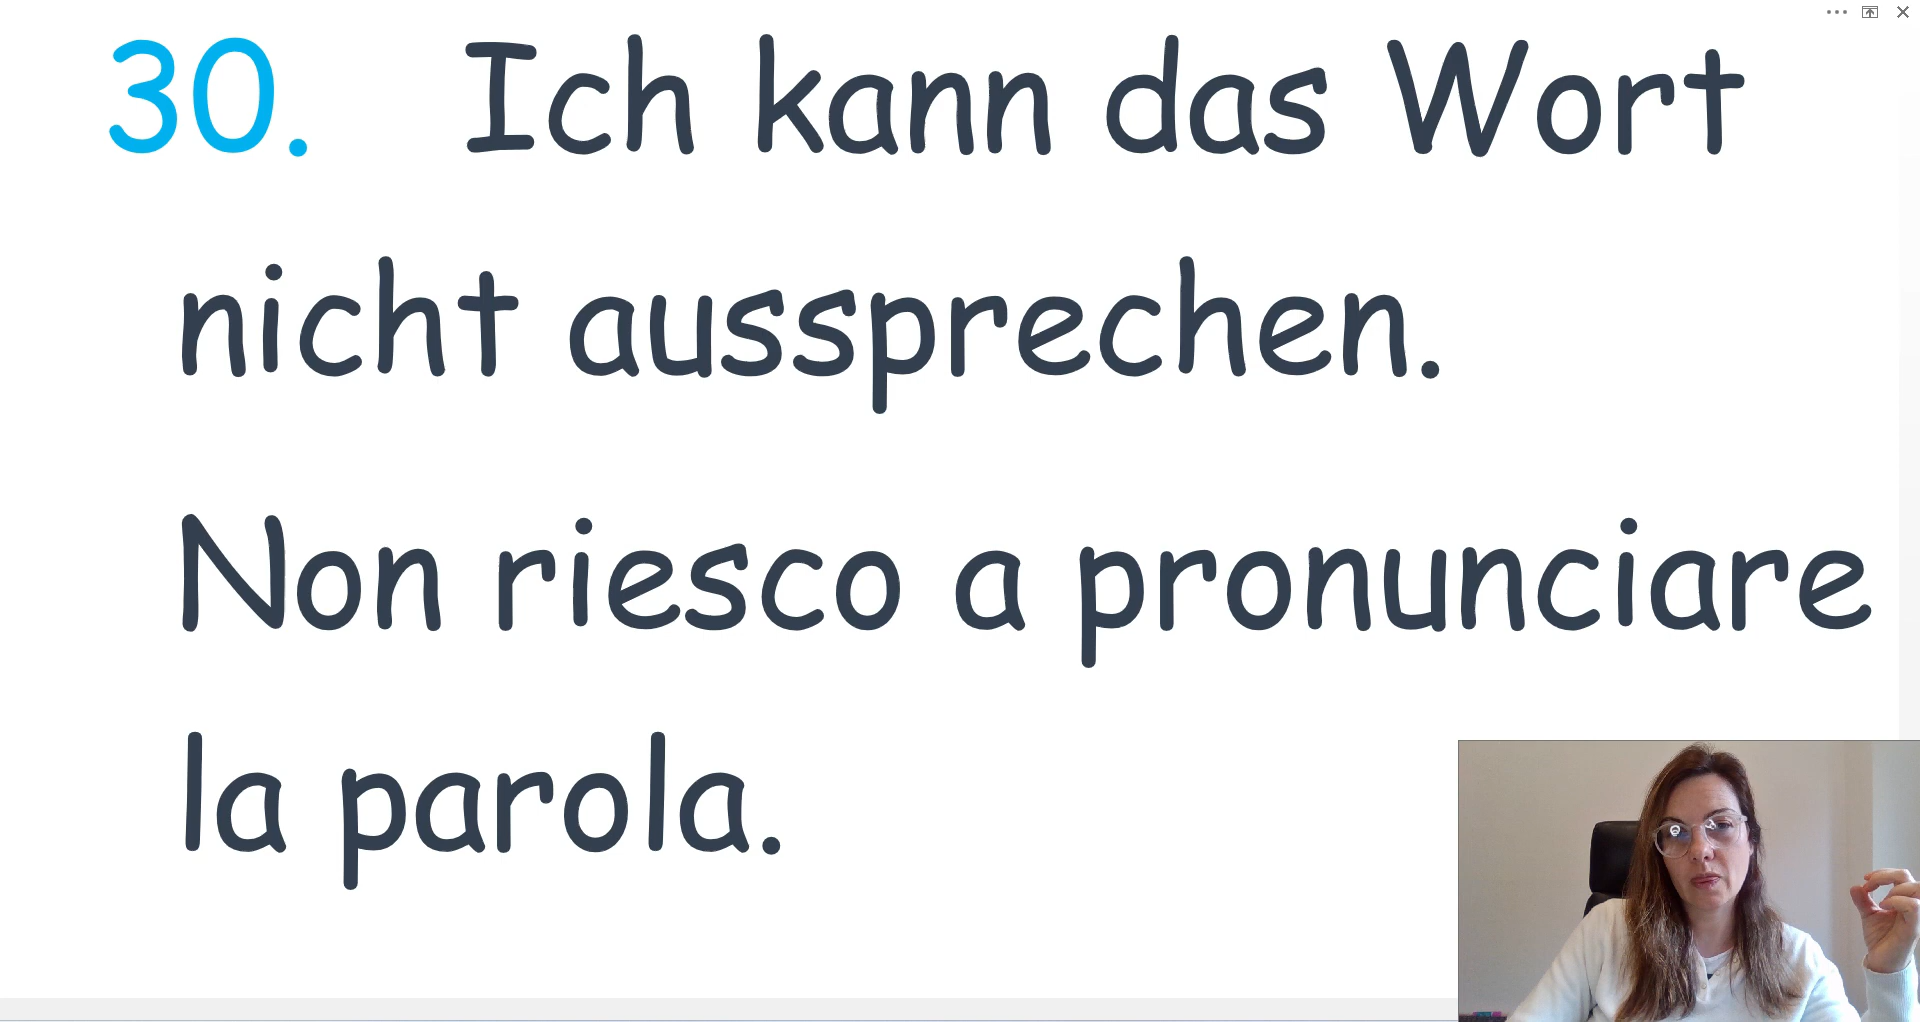 30. Ich kann das Wort
nicht aussprechen.
Non riesco a pronunciare
la parola.